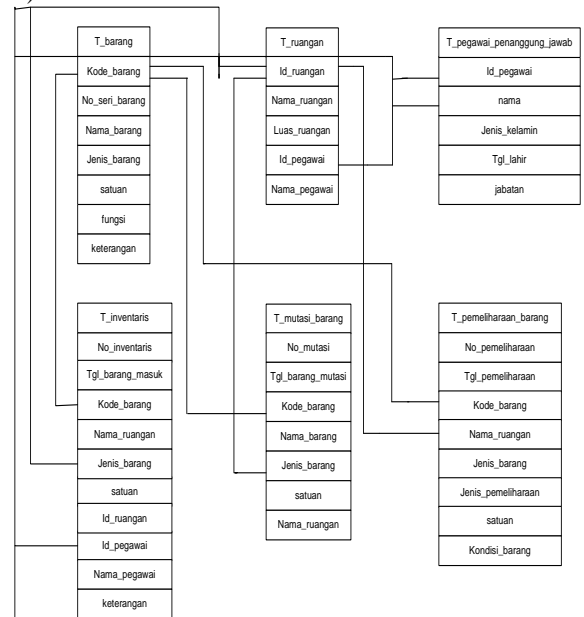 T_barang
Kode_barang
No_seri_barang
Nama_barang
Jenis_barang
satuan
fungsi
keterangan
T_ruangan
Id_ruangan
Nama_ruangan
Luas_ruangan
Id_pegawai
Nama_pegawai
T_pegawai_penanggung_jawab
Id_pegawai
nama
Jenis_kelamin
Tgl_lahir
jabatan
T_inventaris
No_inventaris
Tgl_barang_masuk
Kode_barang
Nama_ruangan
Jenis_barang
satuan
Id_ruangan
Id_pegawai
Nama_pegawai
keterangan
T_mutasi_barang
No_mutasi
Tgl_barang_mutasi
Kode_barang
Nama_barang
Jenis_barang
satuan
Nama_ruangan
T_pemeliharaan_barang
No_pemeliharaan
Tgl_pemeliharaan
Kode_barang
Nama_ruangan
Jenis_barang
Jenis_pemeliharaan
satuan
Kondisi_barang